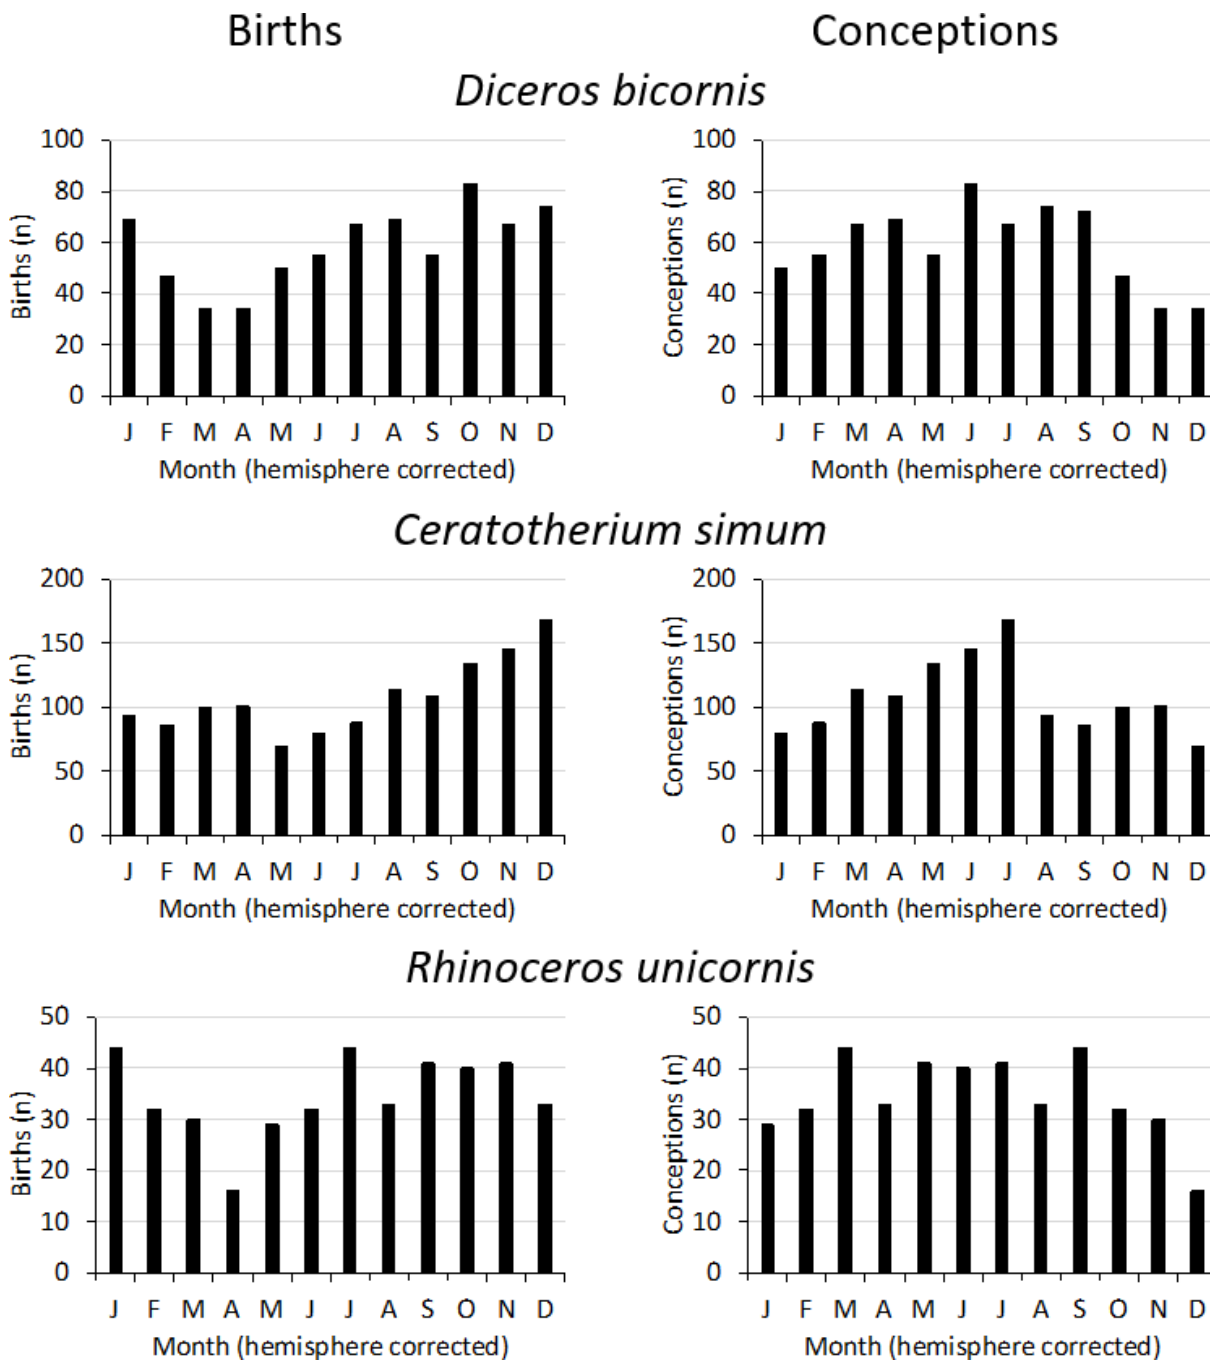 Births Conceptions
Diceros bicornis
100
80
60
40
20
0
Births (n)
J F M A M J J A S O N D
Month (hemisphere corrected)
100
80
60
40
20
0
Conceptions (n)
J F M A M J J A S O N D
Month (hemisphere corrected)
Ceratotherium simum
200
150
100
50
0
Births (n)
J F M A M J J A S O N D
Month (hemisphere corrected)
200
150
100
50
0
Conceptions (n)
J F M A M J J A S O N D
Month (hemisphere corrected)
Rhinoceros unicornis
50
40
30
20
10
0
Births (n)
J F M A M J J A S O N D
Month (hemisphere corrected)
50
40
30
20
10
0
Conceptions (n)
J F M A M J J A S O N D
Month (hemisphere corrected)